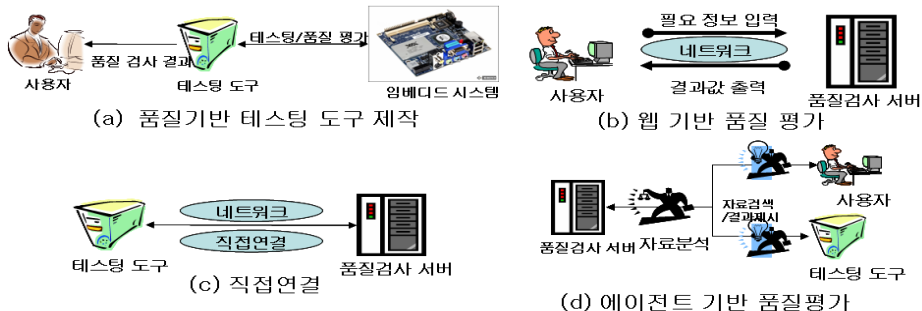 테스팅/품질 평가
품질 검사 결과
사용자
테스팅 도구
임베디드 시스템
(a) 품질기반 테스팅 도구 제작
필요 정보 입력
네트워크
결과값 출력
사용자
품질검사 서버
(b) 웹 기반 품질 평가
네트워크
직접연결
테스팅 도구
품질검사 서버
(c) 직접연결
품질검사 서버
자료분석
자료검색
/결과제시
사용자
테스팅 도구
(d) 에이전트 기반 품질평가